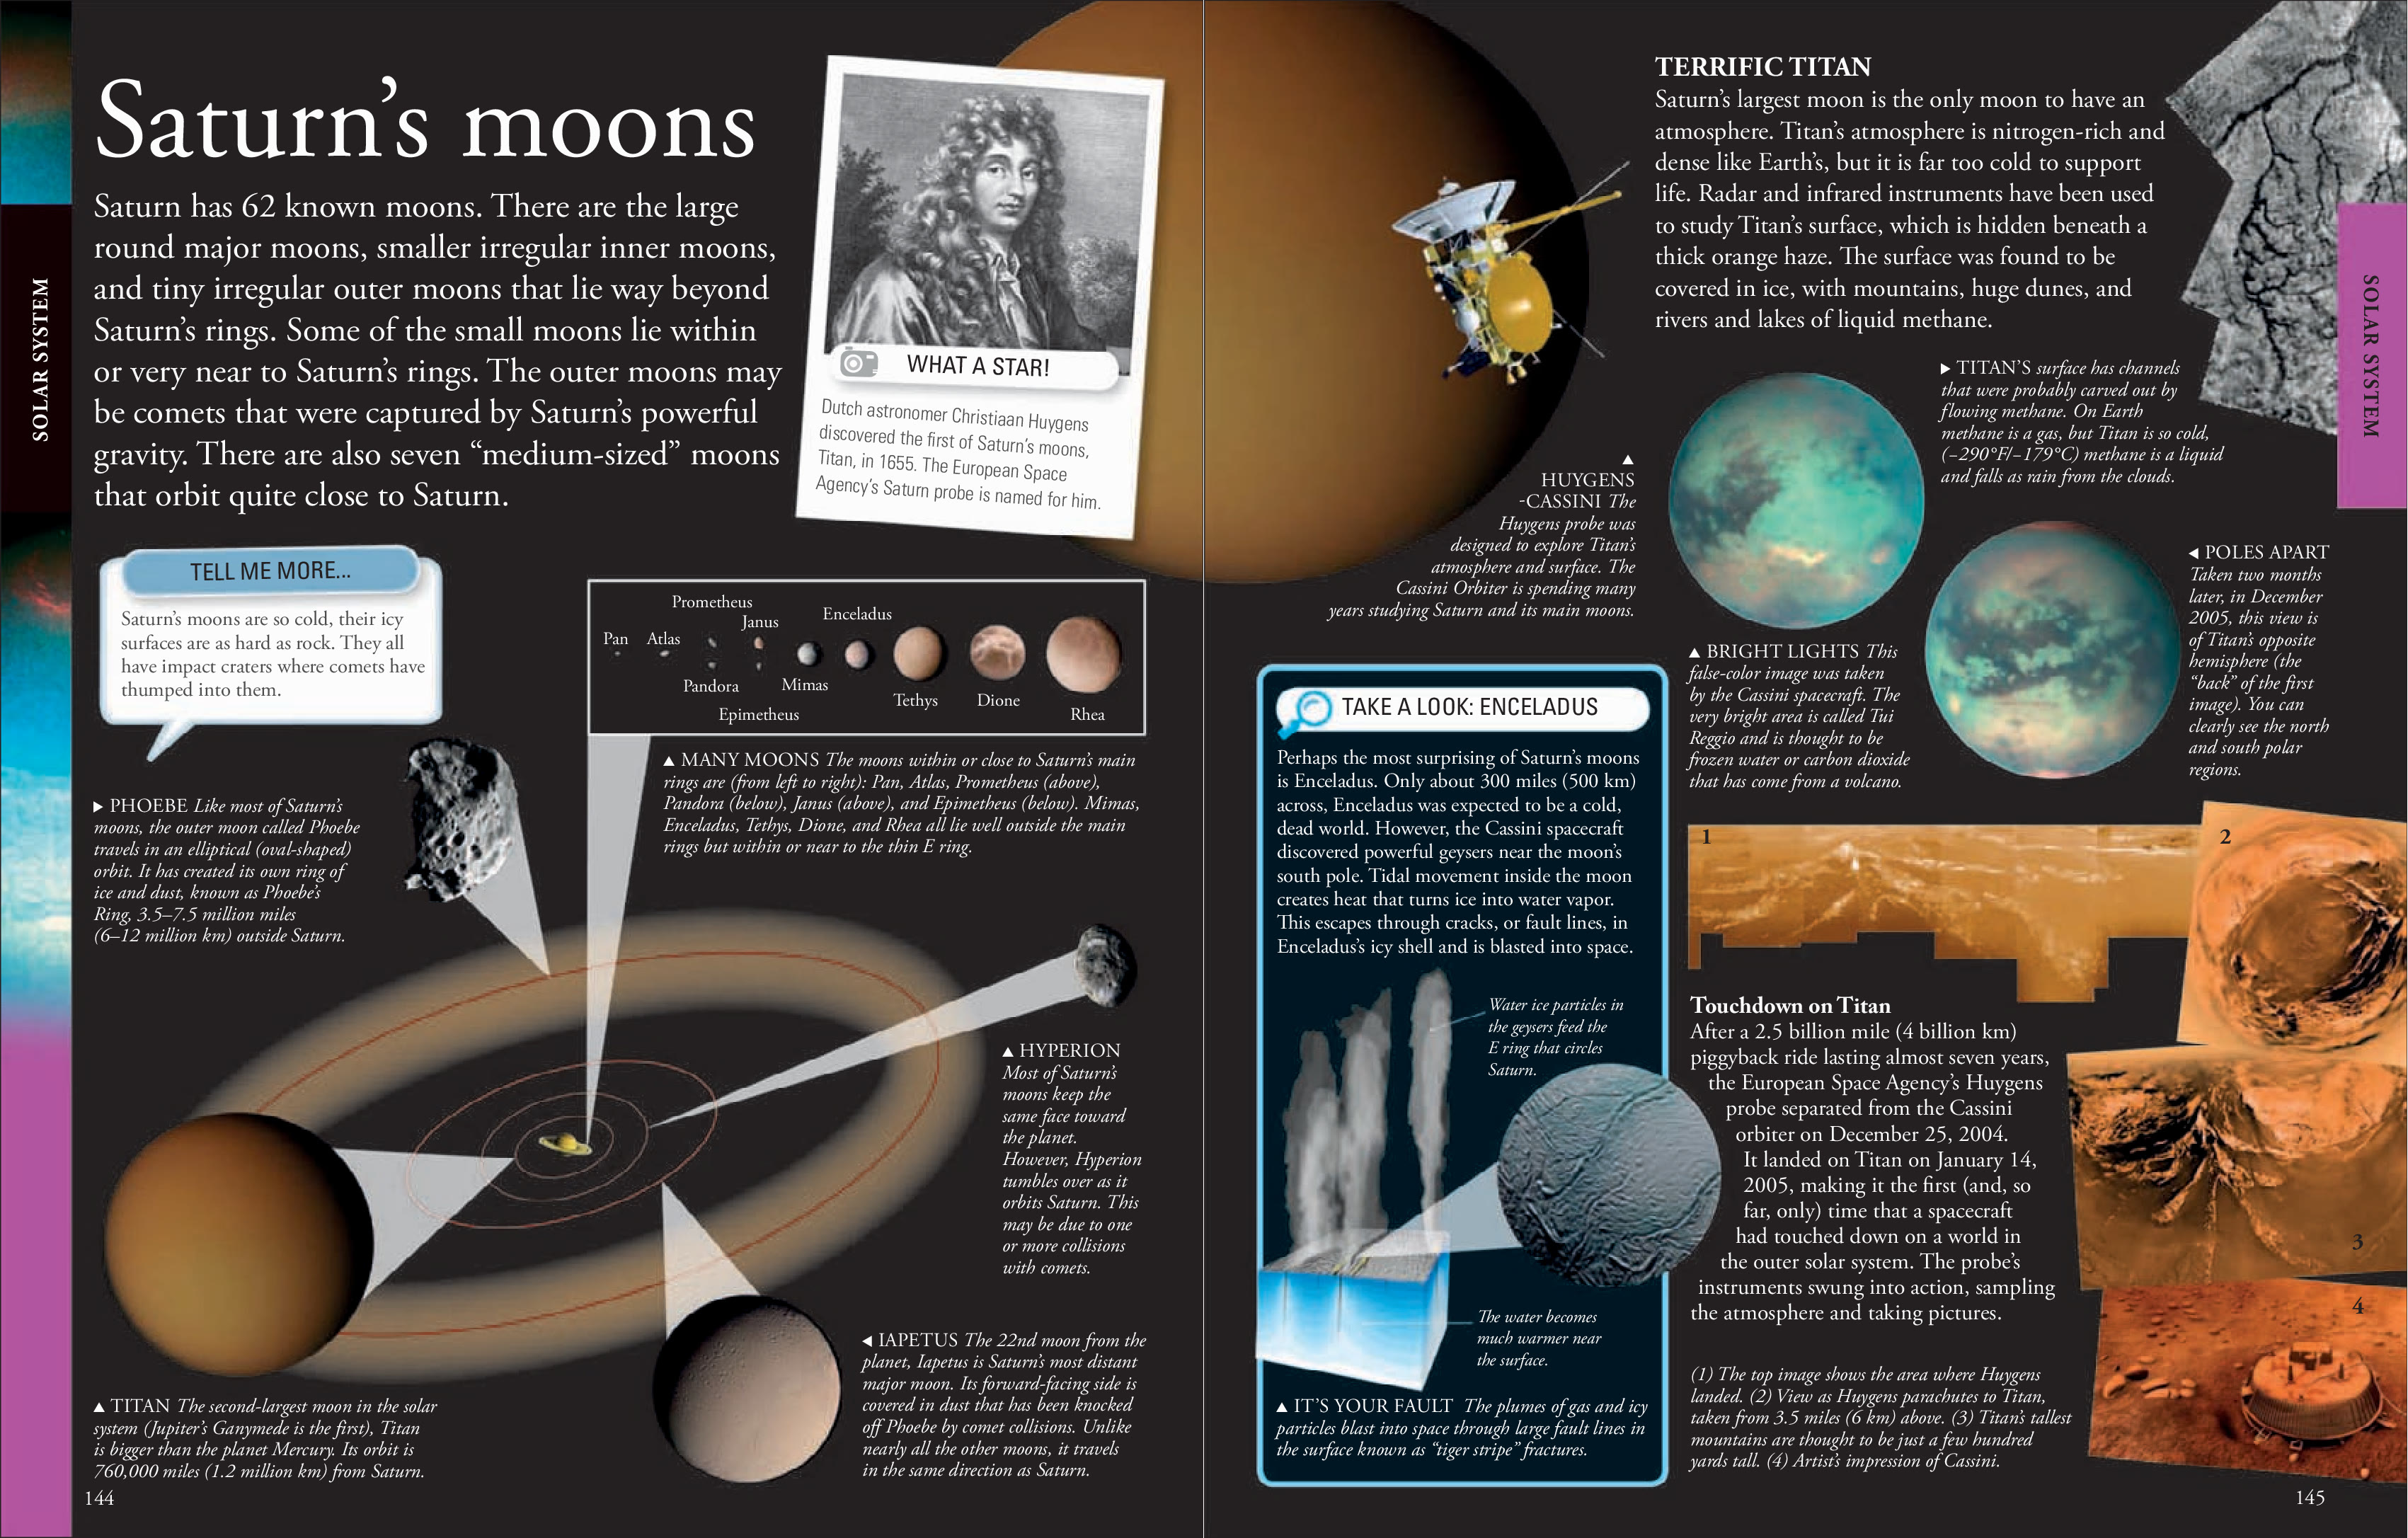 SOLAR SYSTEM
Saturn's moons
Saturn has 62 known moons. There are the large
round major moons, smaller irregular inner moons,
and tiny irregular outer moons that lie way beyond
Saturn's rings. Some of the small moons lie within
or very near to Saturn's rings. The outer moons may
be comets that were captured by Saturn's powerful
gravity. There are also seven “medium-sized” moons
that orbit quite close to Saturn.
WHAT A STAR!
Dutch astronomer Christiaan Huygens
discovered the first of Saturn's moons,
Titan, in 1655. The European Space
Agency's Saturn probe is named for him.
TELL ME MORE...
Saturn's moons are so cold, their icy
surfaces are as hard as rock. They all
have impact craters where comets have
thumped into them.
Pan
Atlas
Prometheus
Pandora
Janus
Epimetheus
Mimas
Enceladus
Tethys
Dione
Rhea
▲ MANY MOONS The moons within or close to Saturn's main
rings are (from left to right): Pan, Atlas, Prometheus (above),
Pandora (below), Janus (above), and Epimetheus (below). Mimas,
Enceladus, Tethys, Dione, and Rhea all lie well outside the main
rings but within or near to the thin E ring.
▶ PHOEBE Like most of Saturn's
moons, the outer moon called Phoebe
travels in an elliptical (oval-shaped)
orbit. It has created its own ring of
ice and dust, known as Phoebe's
Ring, 3.5–7.5 million miles
(6–12 million km) outside Saturn.
▲ HYPERION
Most of Saturn's
moons keep the
same face toward
the planet.
However, Hyperion
tumbles over as it
orbits Saturn. This
may be due to one
or more collisions
with comets.
◀ IAPETUS The 22nd moon from the
planet, Iapetus is Saturn's most distant
major moon. Its forward-facing side is
covered in dust that has been knocked
off Phoebe by comet collisions. Unlike
nearly all the other moons, it travels
in the same direction as Saturn.
▲ TITAN The second-largest moon in the solar
system (Jupiter's Ganymede is the first), Titan
is bigger than the planet Mercury. Its orbit is
760,000 miles (1.2 million km) from Saturn.
144
TERRIFIC TITAN
Saturn's largest moon is the only moon to have an
atmosphere. Titan's atmosphere is nitrogen-rich and
dense like Earth's, but it is far too cold to support
life. Radar and infrared instruments have been used
to study Titan's surface, which is hidden beneath a
thick orange haze. The surface was found to be
covered in ice, with mountains, huge dunes, and
rivers and lakes of liquid methane.
▲
HUYGENS
-CASSINI The
Huygens probe was
designed to explore Titan's
atmosphere and surface. The
Cassini Orbiter is spending many
years studying Saturn and its main moons.
▶ TITAN'S surface has channels
that were probably carved out by
flowing methane. On Earth
methane is a gas, but Titan is so cold,
(–290°F/–179°C) methane is a liquid
and falls as rain from the clouds.
◀ POLES APART
Taken two months
later, in December
2005, this view is
of Titan's opposite
hemisphere (the
“back” of the first
image). You can
clearly see the north
and south polar
regions.
▲ BRIGHT LIGHTS This
false-color image was taken
by the Cassini spacecraft. The
very bright area is called Tui
Reggio and is thought to be
frozen water or carbon dioxide
that has come from a volcano.
TAKE A LOOK: ENCELADUS
Perhaps the most surprising of Saturn's moons
is Enceladus. Only about 300 miles (500 km)
across, Enceladus was expected to be a cold,
dead world. However, the Cassini spacecraft
discovered powerful geysers near the moon's
south pole. Tidal movement inside the moon
creates heat that turns ice into water vapor.
This escapes through cracks, or fault lines, in
Enceladus's icy shell and is blasted into space.
Water ice particles in
the geysers feed the
E ring that circles
Saturn.
The water becomes
much warmer near
the surface.
▲ IT'S YOUR FAULT The plumes of gas and icy
particles blast into space through large fault lines in
the surface known as “tiger stripe” fractures.
1
2
3
4
Touchdown on Titan
After a 2.5 billion mile (4 billion km)
piggyback ride lasting almost seven years,
the European Space Agency's Huygens
probe separated from the Cassini
orbiter on December 25, 2004.
It landed on Titan on January 14,
2005, making it the first (and, so
far, only) time that a spacecraft
had touched down on a world in
the outer solar system. The probe's
instruments swung into action, sampling
the atmosphere and taking pictures.
(1) The top image shows the area where Huygens
landed. (2) View as Huygens parachutes to Titan,
taken from 3.5 miles (6 km) above. (3) Titan's tallest
mountains are thought to be just a few hundred
yards tall. (4) Artist's impression of Cassini.
SOLAR SYSTEM
145